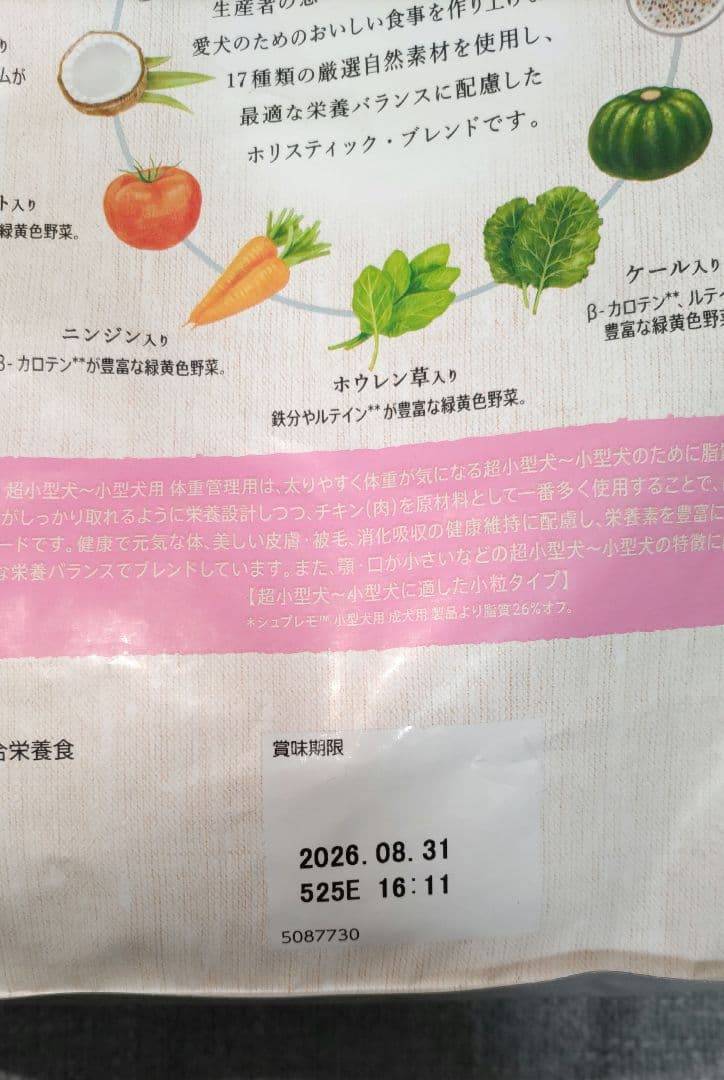 愛犬のためのおいしい食事を作り上げ
17種類の厳選自然素材を使用し、
最適な栄養バランスに配慮した
ホリスティック・ブレンドです。
ムが
ト入り
緑黄色野菜。
ケール入り
β-カロテン**、ルテ
豊富な緑黄色野
ニンジン入り
β-カロテン**が豊富な緑黄色野菜。
ホウレン草入り
鉄分やルテイン**が豊富な緑黄色野菜。
超小型犬〜小型犬用 体重管理用は、太りやすく体重が気になる超小型犬〜小型犬のために脂
がしっかり取れるように栄養設計しつつ、チキン(肉)を原材料として一番多く使用することで、
ードです。健康で元気な体、美しい皮膚・被毛、消化吸収の健康維持に配慮し、栄養素を豊富に
な栄養バランスでブレンドしています。また、顎・口が小さいなどの超小型犬〜小型犬の特徴に
【超小型犬〜小型犬に適した小粒タイプ】
*シュプレモ™ 小型犬用 成犬用 製品より脂質26%オフ。
合栄養食
賞味期限
2026.08.31
525E 16:11
5087730